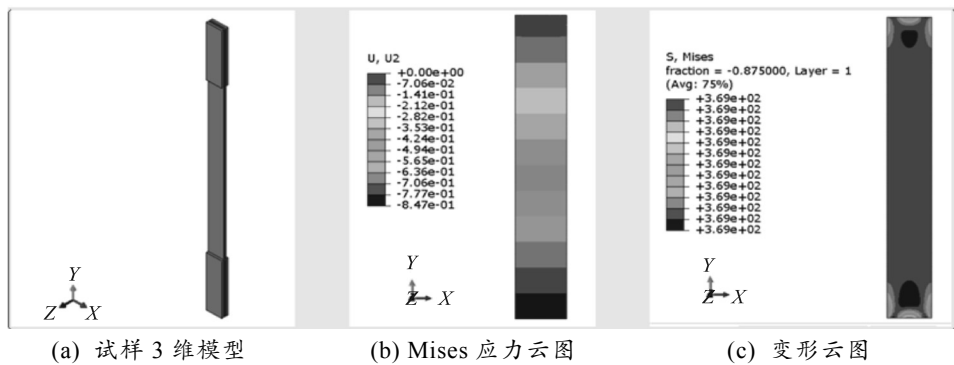 Y
Z
X
U, U2
+0.00e+00
-7.06e-02
-1.41e-01
-2.12e-01
-2.82e-01
-3.53e-01
-4.24e-01
-4.94e-01
-5.65e-01
-6.36e-01
-7.06e-01
-7.77e-01
-8.47e-01
Y
Z
X
S, Mises
fraction = -0.875000, Layer = 1
(Avg: 75%)
+3.69e+02
+3.69e+02
+3.69e+02
+3.69e+02
+3.69e+02
+3.69e+02
+3.69e+02
+3.69e+02
+3.69e+02
+3.69e+02
+3.69e+02
+3.69e+02
+3.69e+02
Y
Z
X
(a) 试样 3 维模型
(b) Mises 应力云图
(c) 变形云图